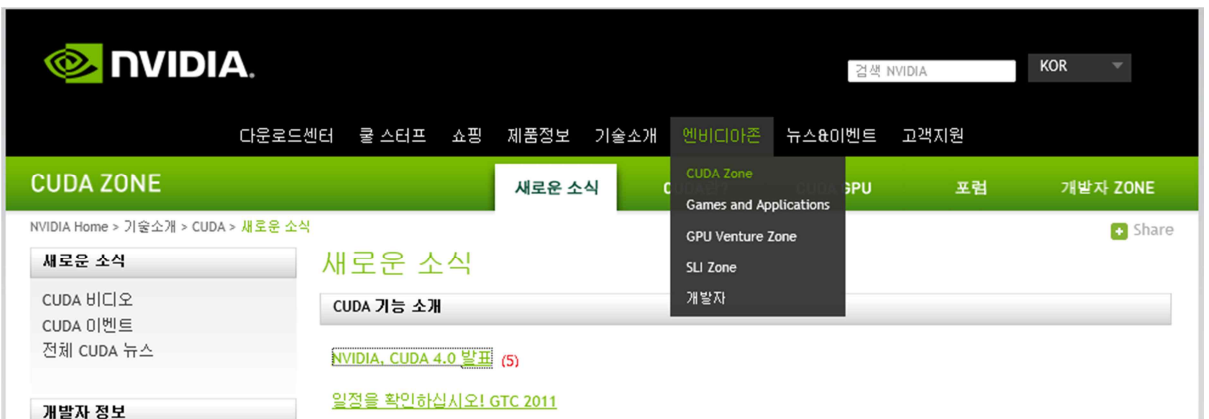 NVIDIA.
검색 NVIDIA
KOR
다운로드센터 쿨 스터프 쇼핑 제품정보 기술소개 엔비디아존 뉴스&이벤트 고객지원
CUDA ZONE
새로운 소식
GPU
포럼
개발자 ZONE
CUDA Zone
Games and Applications
GPU Venture Zone
SLI Zone
개발자
NVIDIA Home > 기술소개 > CUDA > 새로운 소식
Share
새로운 소식
CUDA 비디오
CUDA 이벤트
전체 CUDA 뉴스
개발자 정보
새로운 소식
CUDA 기능 소개
NVIDIA, CUDA 4.0 발표 (5)
일정을 확인하십시오! GTC 2011